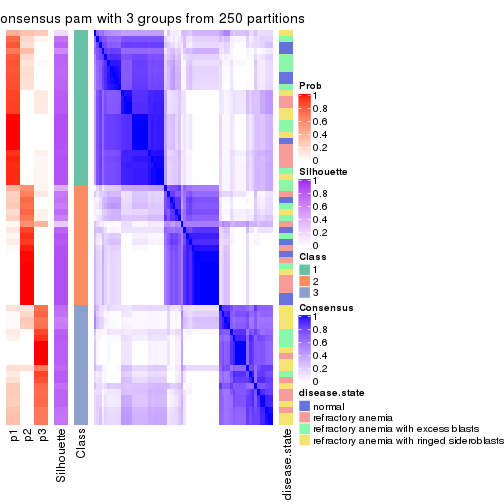 onsensus pam with 3 groups from 250 partitions
Prob
1
0.8
0.6
0.4
0.2
0
Silhouette
1
0.8
0.6
0.4
0.2
0
Class
1
2
3
Consensus
1
0.8
0.6
0.4
0.2
0
disease.state
normal
refractory anemia
refractory anemia with excess blasts
refractory anemia with ringed sideroblasts
p1
p2
p3
Silhouette
Class
disease.state